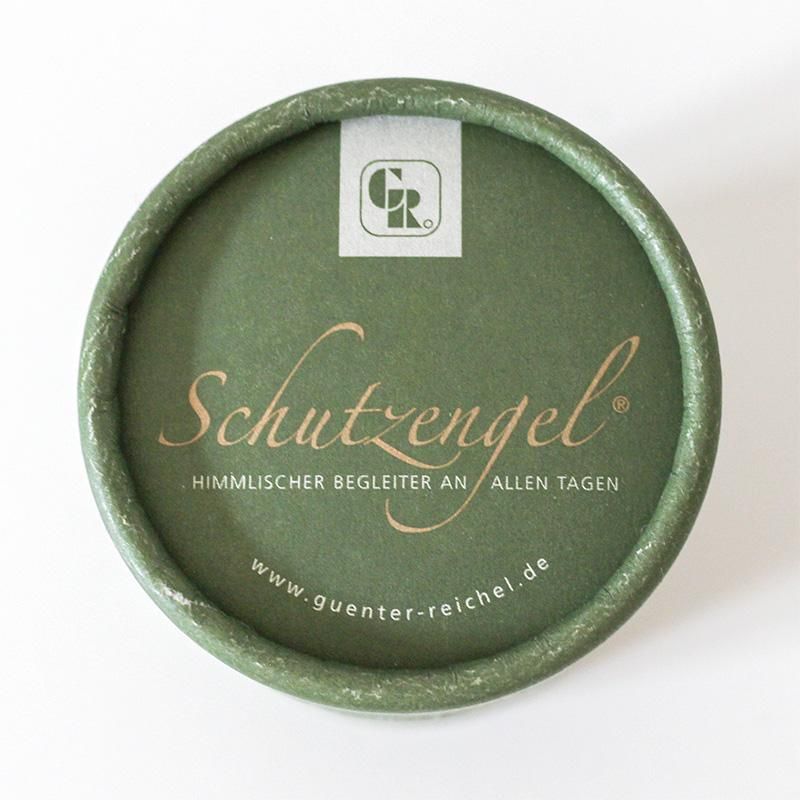 GR
Schutzengel®
HIMMLISCHER BEGLEITER AN ALLEN TAGEN
www.guenter-reichel.de